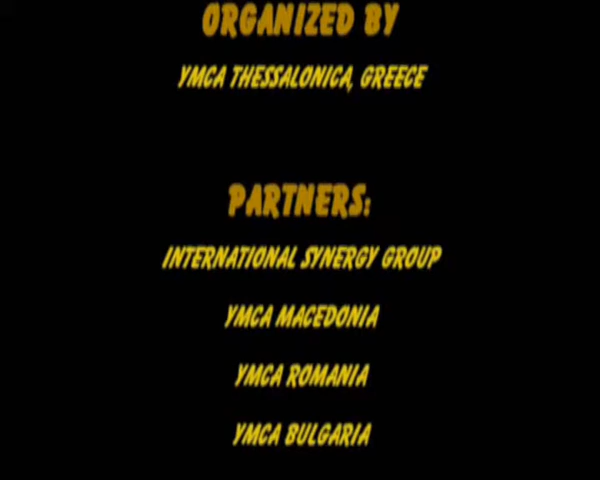 ORGANIZED BY
YMCA THESSALONICA, GREECE
PARTNERS:
INTERNATIONAL SYNERGY GROUP
YMCA MACEDONIA
YMCA ROMANIA
YMCA BULGARIA